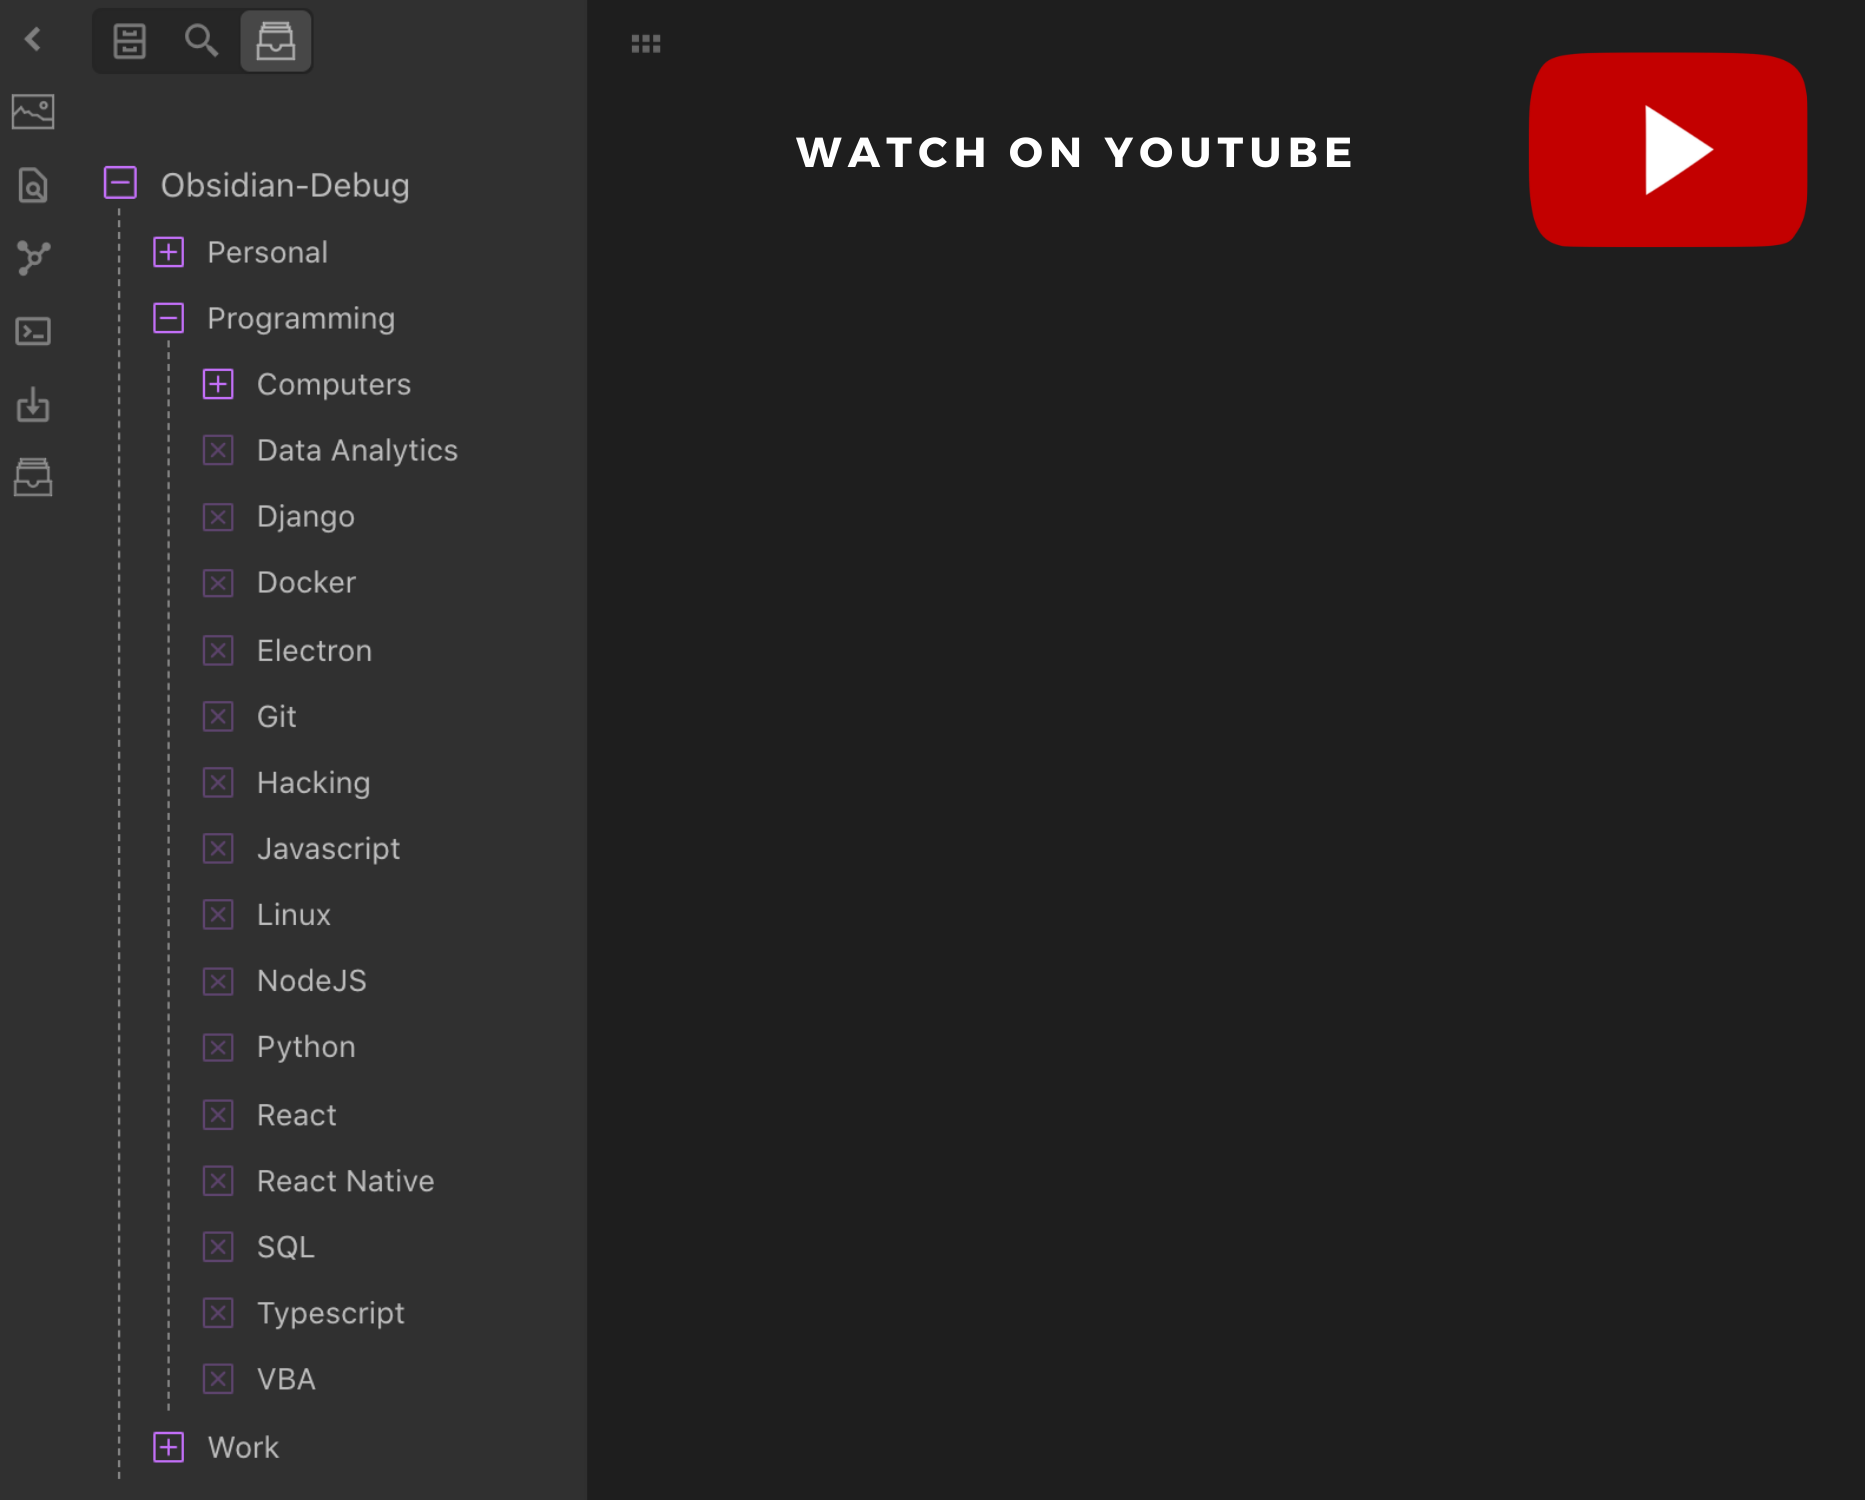 WATCH ON YOUTUBE
Obsidian-Debug
Personal
Programming
Computers
Data Analytics
Django
Docker
Electron
Git
Hacking
Javascript
Linux
NodeJS
Python
React
React Native
SQL
Typescript
VBA
Work